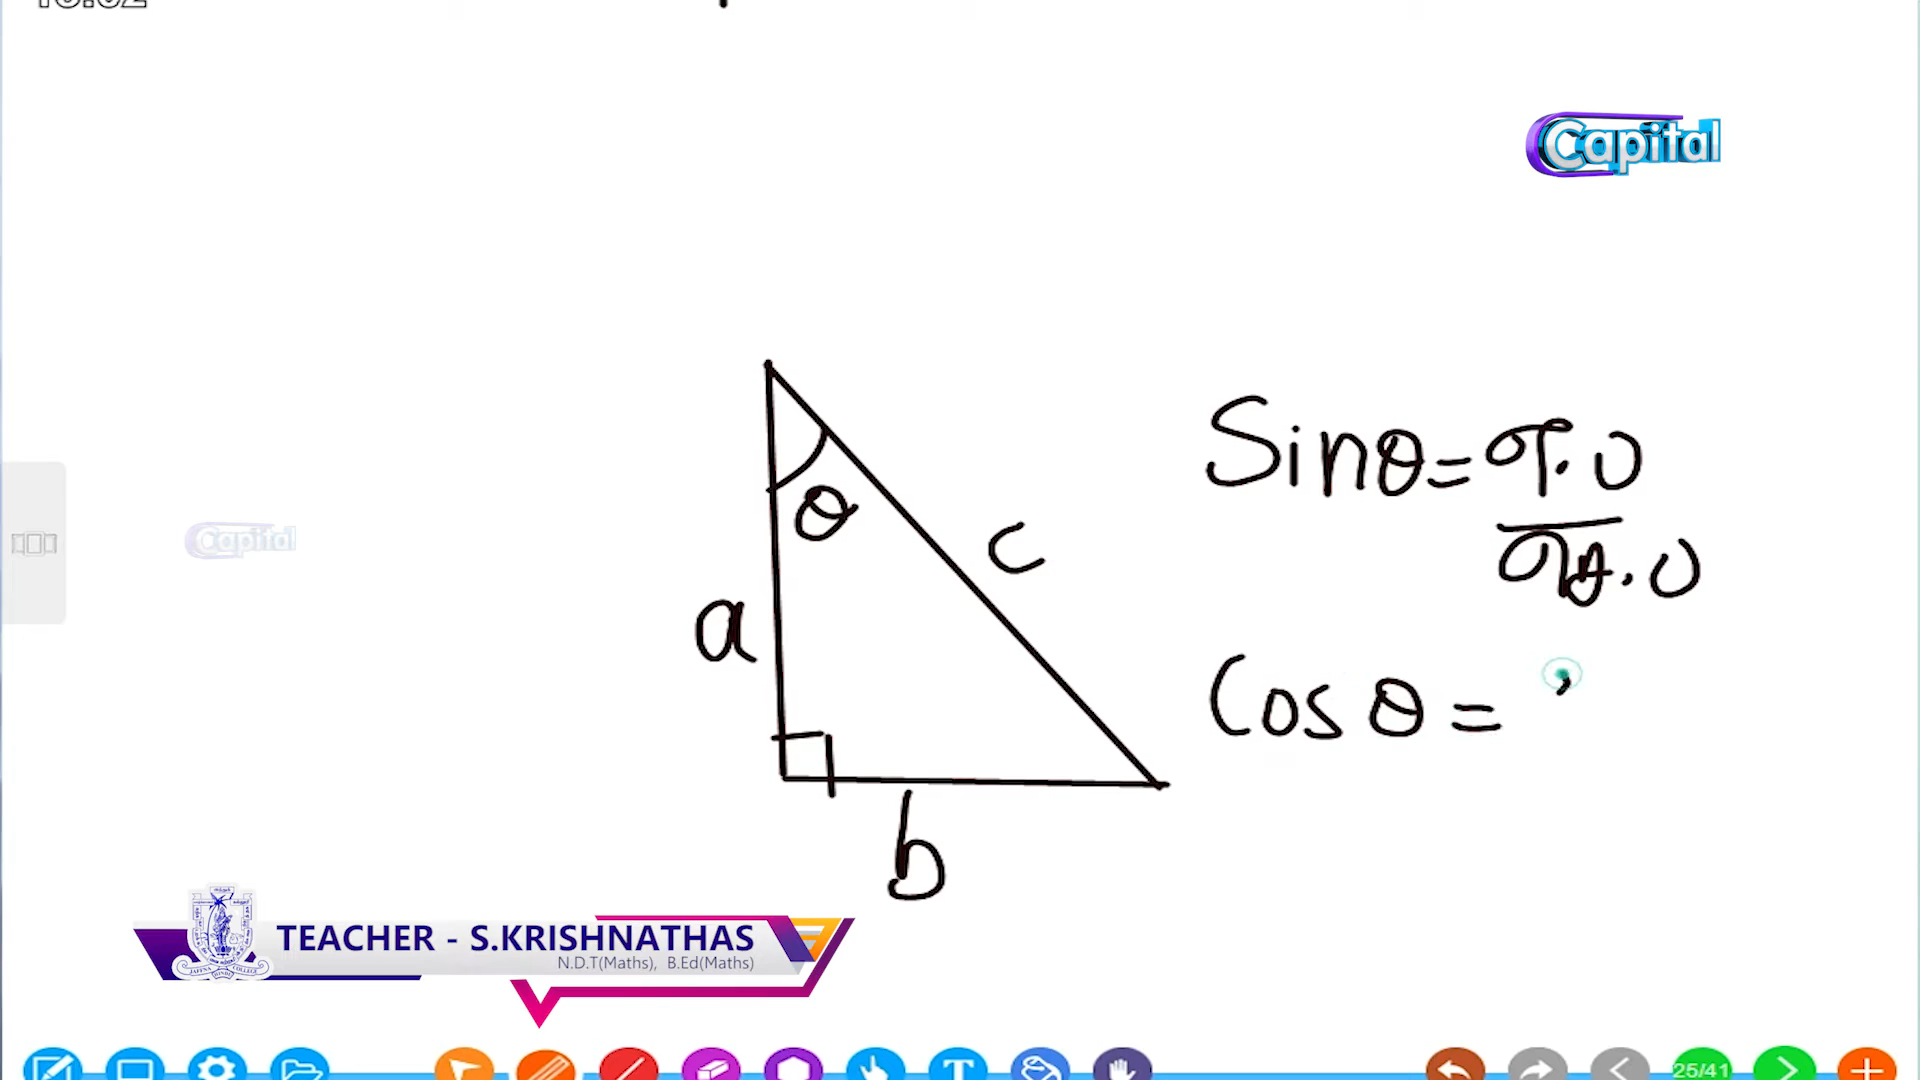 Capital
Sinθ =
θ
c
Capital
a
Cos θ =
b
TEACHER - S.KRISHNATHAS
N.D.T(Maths), B.Ed(Maths)
25/41